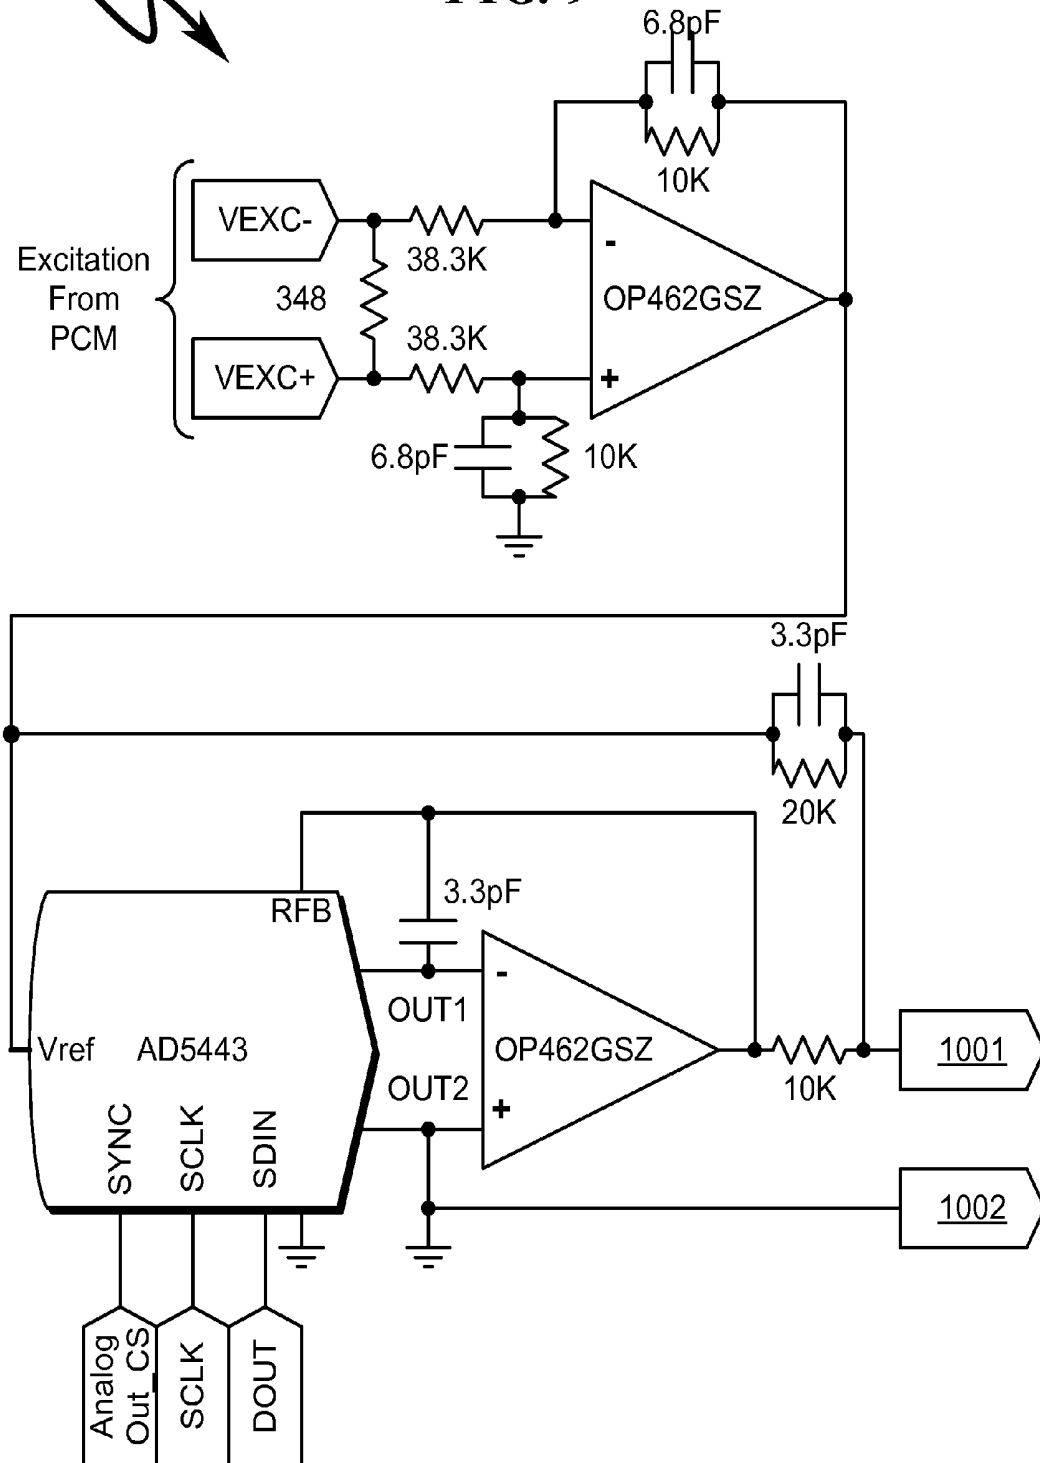 6.8pF
10K
VEXC-
38.3K
Excitation
From
PCM
348
OP462GSZ
-
38.3K
VEXC+
+
6.8pF
10K
3.3pF
20K
RFB
3.3pF
-
OUT1
Vref
AD5443
OP462GSZ
1001
10K
OUT2
+
SYNC
SCLK
SDIN
1002
Analog
Out_CS
SCLK
DOUT